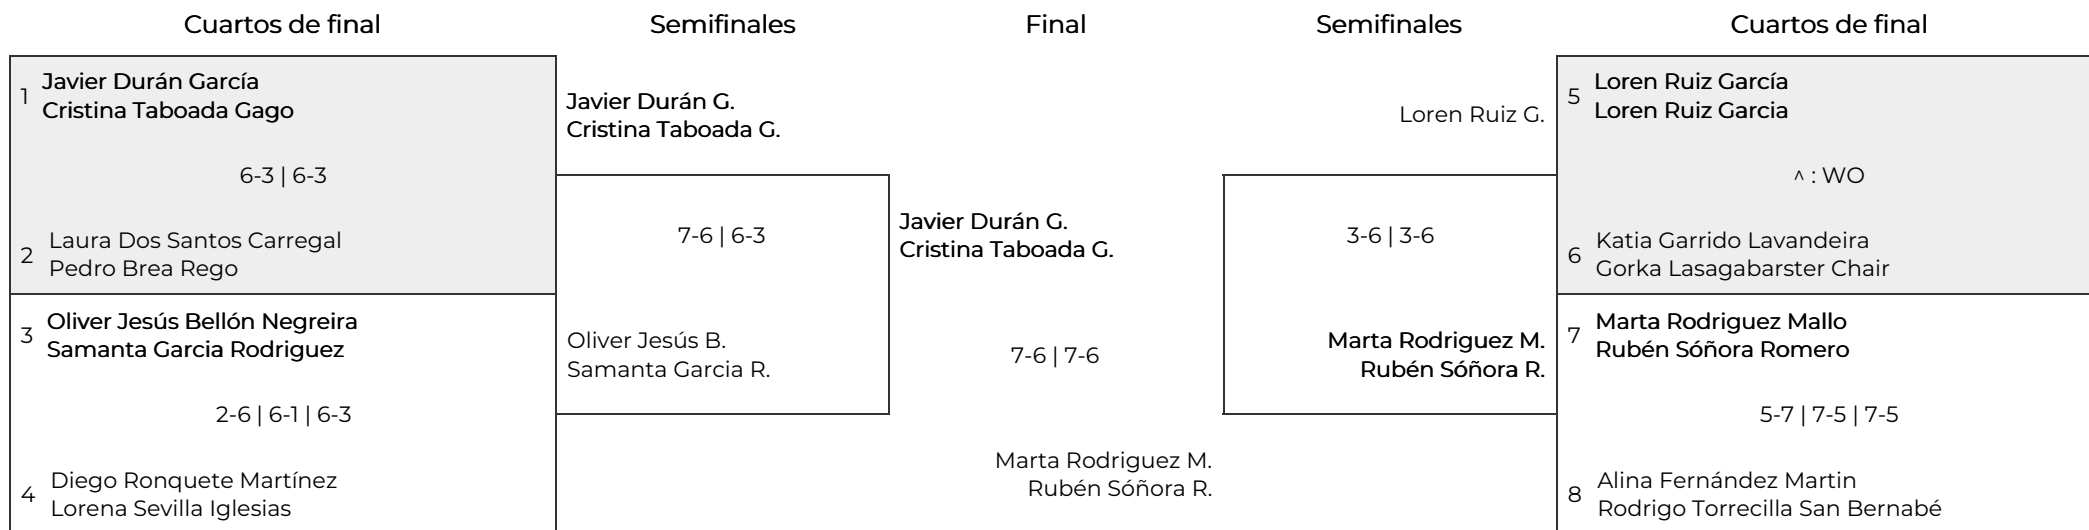 Cuartos de final
Semifinales
Final
Semifinales
Cuartos de final
1
Javier Durán García
Cristina Taboada Gago
6-3 | 6-3
2
Laura Dos Santos Carregal
Pedro Brea Rego
3
Oliver Jesús Bellón Negreira
Samanta Garcia Rodriguez
2-6 | 6-1 | 6-3
4
Diego Ronquete Martínez
Lorena Sevilla Iglesias
Javier Durán G.
Cristina Taboada G.
7-6 | 6-3
Oliver Jesús B.
Samanta Garcia R.
Javier Durán G.
Cristina Taboada G.
7-6 | 7-6
Marta Rodriguez M.
Rubén Sóñora R.
Loren Ruiz G.
3-6 | 3-6
Marta Rodriguez M.
Rubén Sóñora R.
5
Loren Ruiz García
Loren Ruiz Garcia
^ : WO
6
Katia Garrido Lavandeira
Gorka Lasagabarster Chair
7
Marta Rodriguez Mallo
Rubén Sóñora Romero
5-7 | 7-5 | 7-5
8
Alina Fernández Martin
Rodrigo Torrecilla San Bernabé